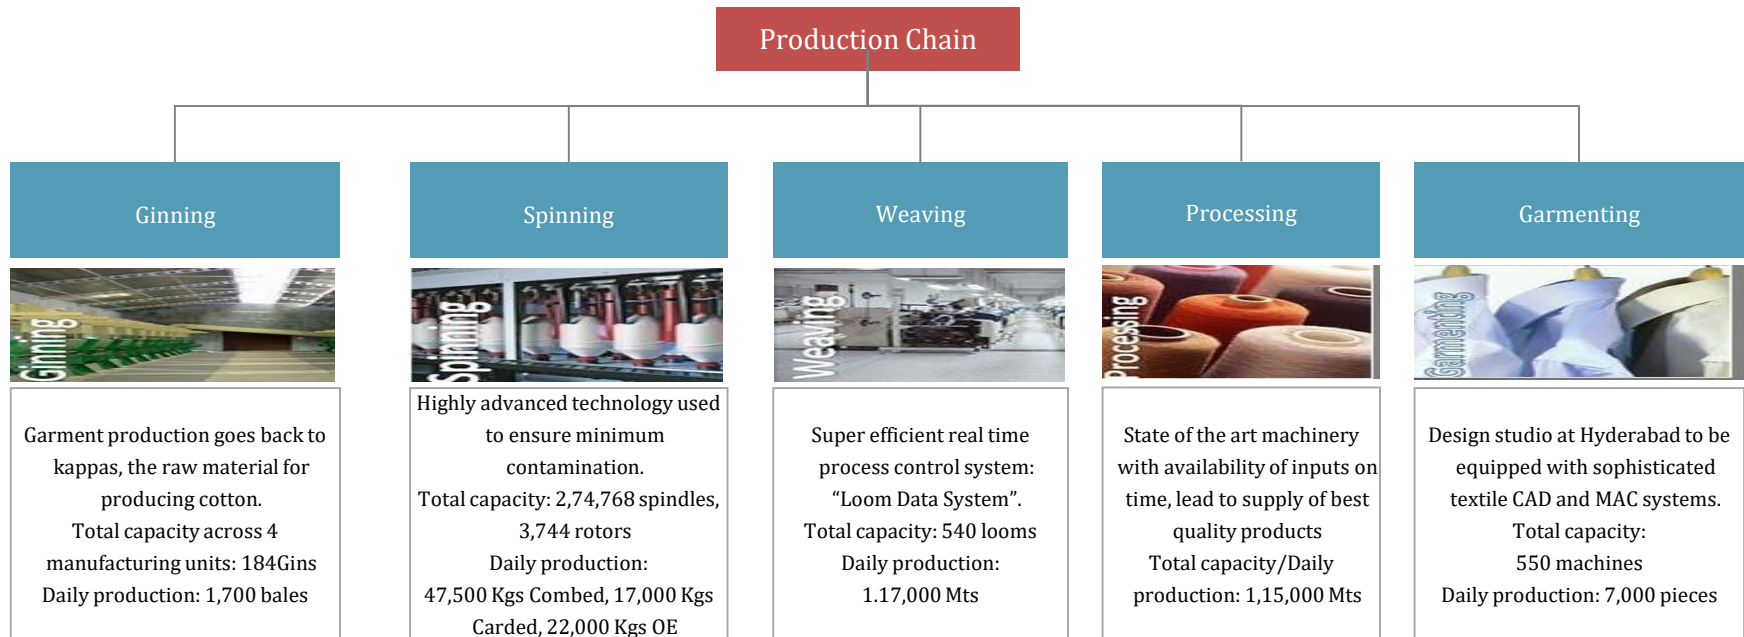 Production Chain
Ginning
Spinning
Weaving
Processing
Garmenting
Ginning
Spinning
Weaving
Processing
Garmenting
Garment production goes back to
kappas, the raw material for
producing cotton.
Total capacity across 4
manufacturing units: 184Gins
Daily production: 1,700 bales
Highly advanced technology used
to ensure minimum
contamination.
Total capacity: 2,74,768 spindles,
3,744 rotors
Daily production:
47,500 Kgs Combed, 17,000 Kgs
Carded, 22,000 Kgs OE
Super efficient real time
process control system:
“Loom Data System”.
Total capacity: 540 looms
Daily production:
1.17,000 Mts
State of the art machinery
with availability of inputs on
time, lead to supply of best
quality products
Total capacity/Daily
production: 1,15,000 Mts
Design studio at Hyderabad to be
equipped with sophisticated
textile CAD and MAC systems.
Total capacity:
550 machines
Daily production: 7,000 pieces